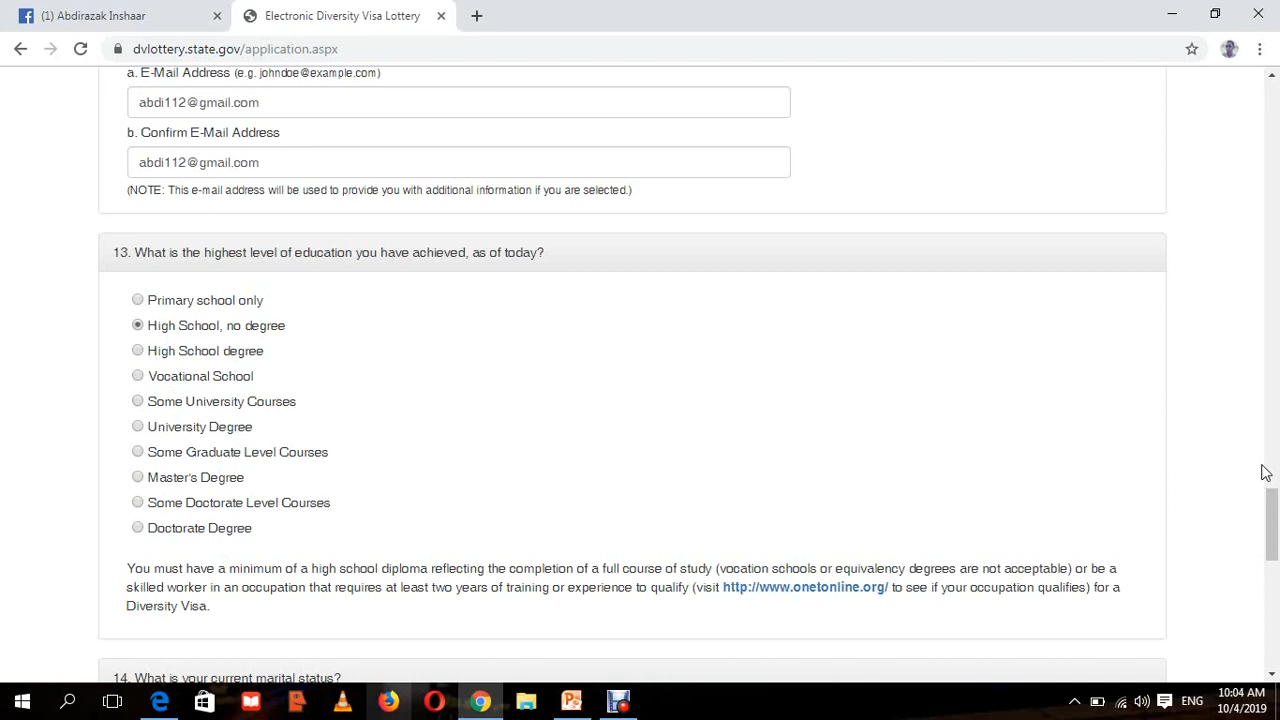 (1) Abdirazak Inshaar
Electronic Diversity Visa Lottery
dvlottery.state.gov/application.aspx
a. E-Mail Address (e.g. johndoe@example.com)
abdi112@gmail.com
b. Confirm E-Mail Address
abdi112@gmail.com
(NOTE: This e-mail address will be used to provide you with additional information if you are selected.)
13. What is the highest level of education you have achieved, as of today?
Primary school only
High School, no degree
High School degree
Vocational School
Some University Courses
University Degree
Some Graduate Level Courses
Master's Degree
Some Doctorate Level Courses
Doctorate Degree
You must have a minimum of a high school diploma reflecting the completion of a full course of study (vocation schools or equivalency degrees are not acceptable) or be a
skilled worker in an occupation that requires at least two years of training or experience to qualify (visit http://www.onetonline.org/ to see if your occupation qualifies) for a
Diversity Visa.
14. What is your current marital status?
ENG
10:04 AM
10/4/2019